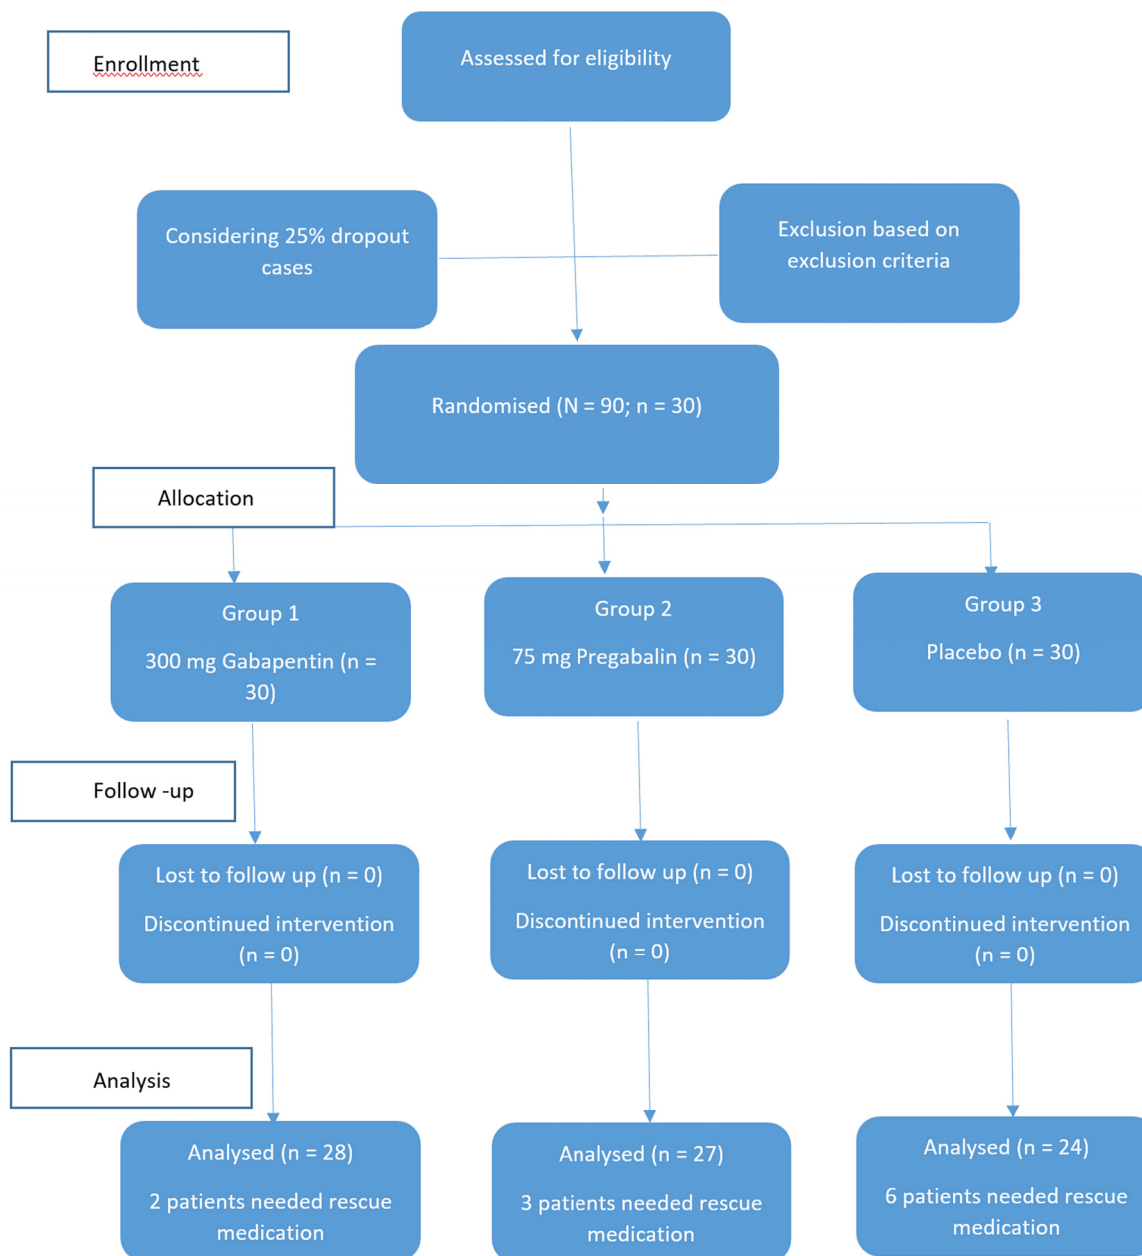 Enrollment
Assessed for eligibility
Considering 25% dropout
cases
Exclusion based on
exclusion criteria
Randomised (N = 90; n = 30)
Allocation
Group 1
300 mg Gabapentin (n =
30)
Group 2
75 mg Pregabalin (n = 30)
Group 3
Placebo (n = 30)
Follow -up
Lost to follow up (n = 0)
Discontinued intervention
(n = 0)
Lost to follow up (n = 0)
Discontinued intervention
(n = 0)
Lost to follow up (n = 0)
Discontinued intervention
(n = 0)
Analysis
Analysed (n = 28)
2 patients needed rescue
medication
Analysed (n = 27)
3 patients needed rescue
medication
Analysed (n = 24)
6 patients needed rescue
medication